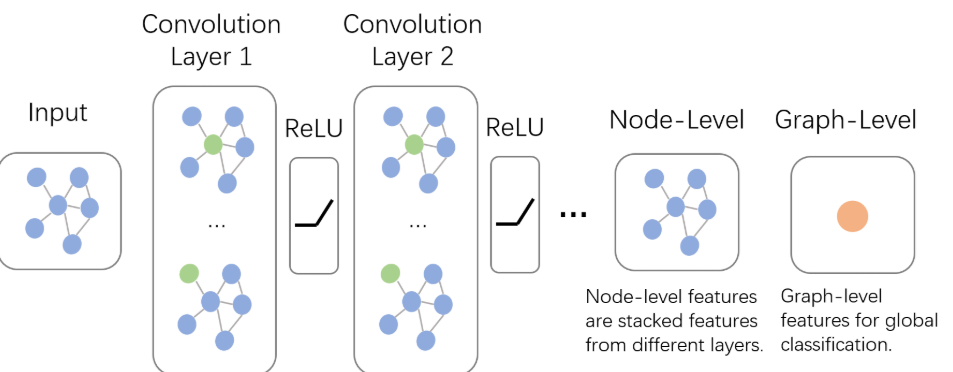 Convolution
Layer 1
Convolution
Layer 2
Input
ReLU
ReLU
Node-Level
Graph-Level
...
...
...
Node-level features
are stacked features
from different layers.
Graph-level
features for global
classification.